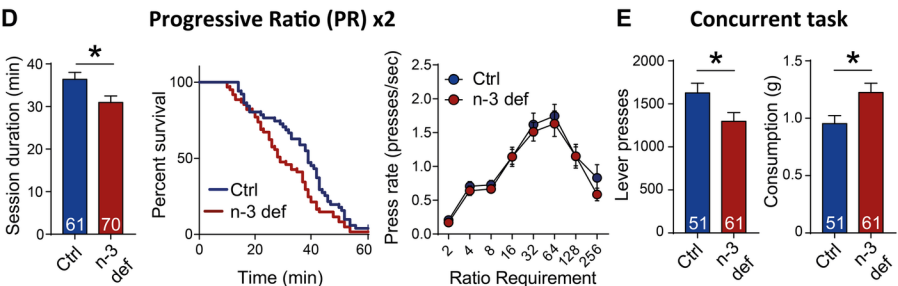 D
Progressive Ratio (PR) x2
Session duration (min)
40
30
20
10
0
*
61
70
Ctrl
n-3
def
Percent survival
100
50
0
Ctrl
n-3 def
0
20
40
60
Time (min)
Press rate (presses/sec)
2.5
2.0
1.5
1.0
0.5
0.0
Ctrl
n-3 def
2
4
8
16
32
64
128
256
Ratio Requirement
E
Concurrent task
Lever presses
2000
1500
1000
500
0
*
51
61
Ctrl
n-3
def
Consumption (g)
1.5
1.0
0.5
0
*
51
61
Ctrl
n-3
def